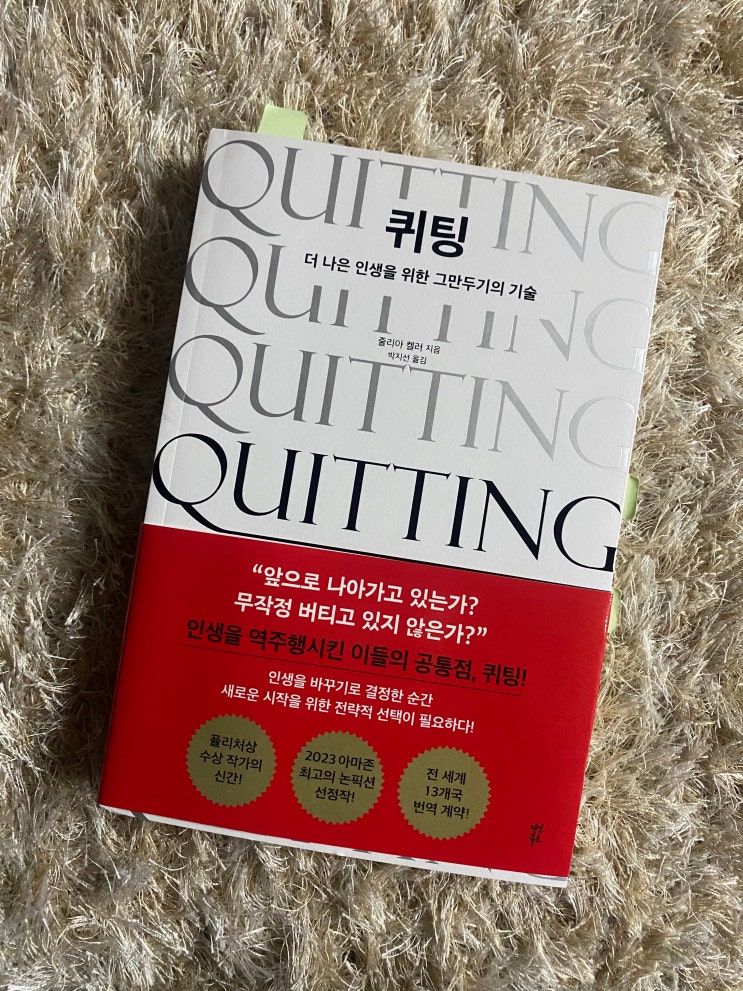 QUITTING
퀴팅
더 나은 인생을 위한 그만두기의 기술
QUITTING
줄리아 켈러 지음
박지선 옮김
QUITTING
QUITTING
“앞으로 나아가고 있는가?
무작정 버티고 있지 않은가?”
인생을 역주행시킨 이들의 공통점, 퀴팅!
인생을 바꾸기로 결정한 순간
새로운 시작을 위한 전략적 선택이 필요하다!
퓰리처상
수상 작가의
신간!
2023 아마존
최고의 논픽션
선정작!
전 세계
13개국
번역 계약!